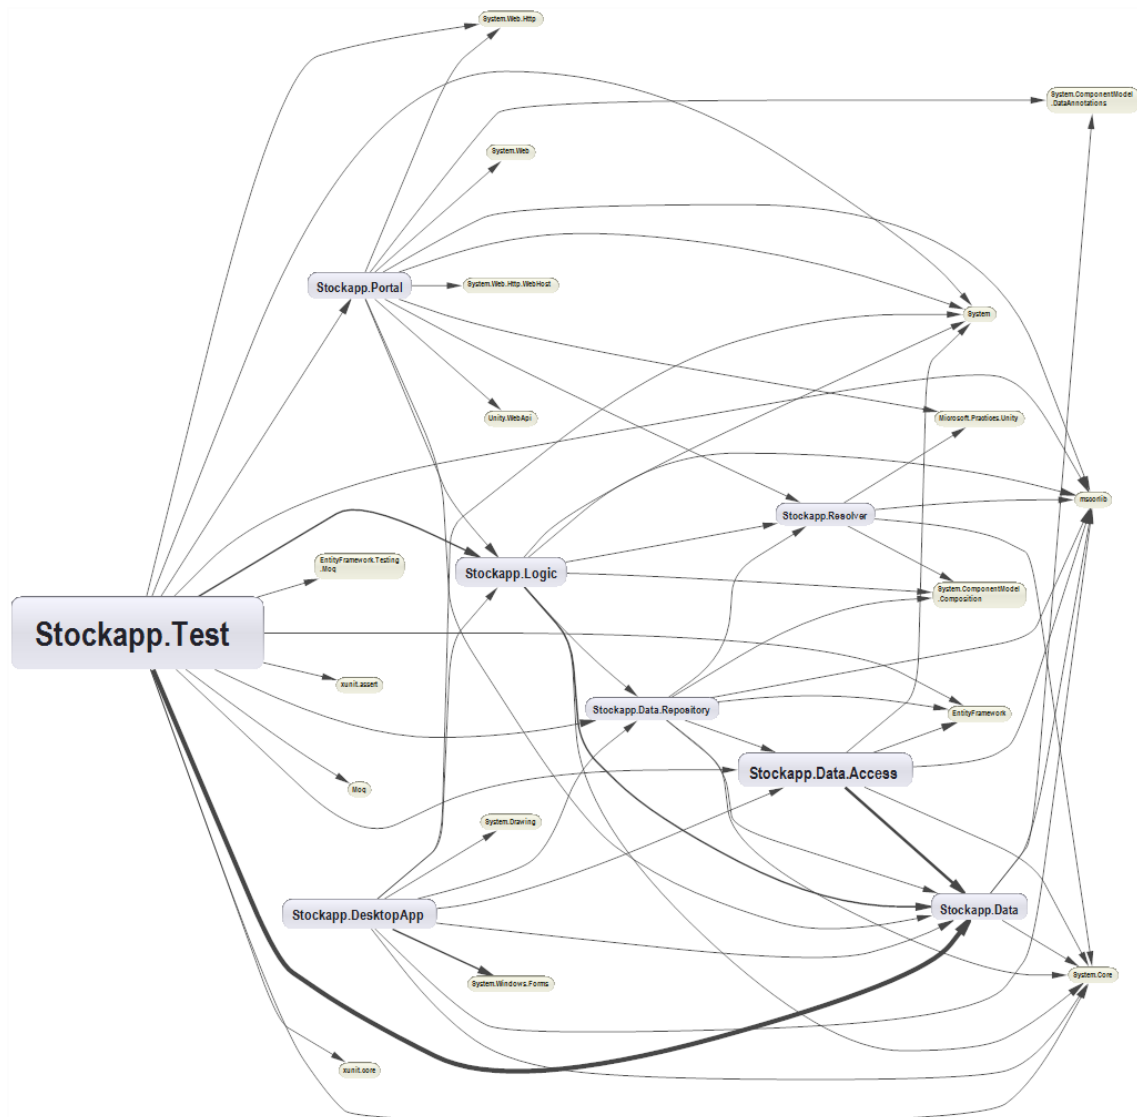 System.Web.Http
System.ComponentModel
.DataAnnotations
System.Web
Stockapp.Portal
System.Web.Http.WebHost
System
Unity.WebApi
Microsoft.Practices.Unity
mscorlib
Stockapp.Resolver
EntityFramework.Testing
.Moq
Stockapp.Logic
System.ComponentModel
.Composition
Stockapp.Test
xunit.assert
Stockapp.Data.Repository
EntityFramework
Stockapp.Data.Access
Moq
System.Drawing
Stockapp.DesktopApp
Stockapp.Data
System.Windows.Forms
System.Core
xunit.core